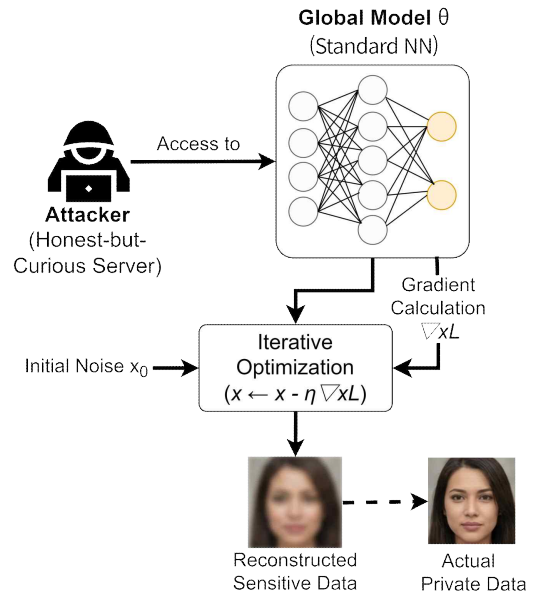 Global Model θ
(Standard NN)
Access to
Attacker
(Honest-but-
Curious Server)
Gradient
Calculation
▽xL
Iterative
Optimization
(x ← x - η ▽xL)
Initial Noise x₀
Reconstructed
Sensitive Data
Actual
Private Data